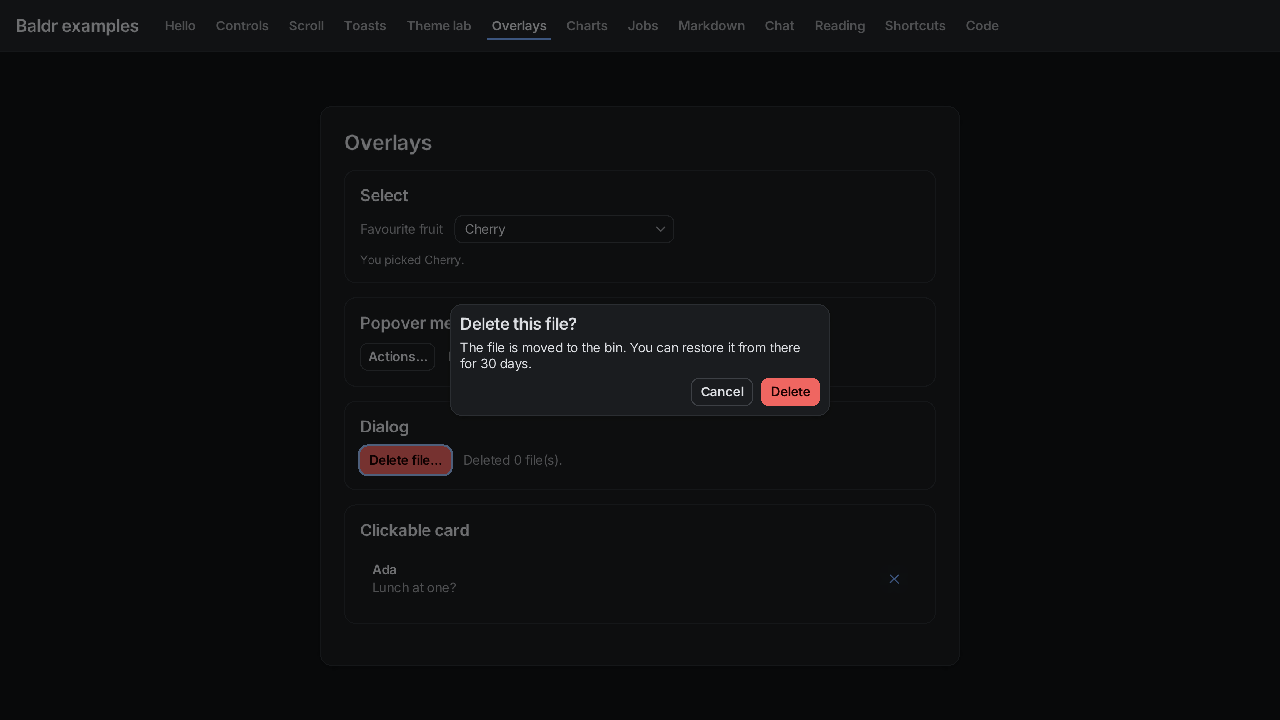 Baldr examples Hello Controls Scroll Toasts Theme lab Overlays Charts Jobs Markdown Chat Reading Shortcuts Code
Overlays
Select
Favourite fruit Cherry
You picked Cherry.
Popover me
Actions...
Delete this file?
The file is moved to the bin. You can restore it from there
for 30 days.
Cancel Delete
Dialog
Delete file... Deleted 0 file(s).
Clickable card
Ada
Lunch at one?